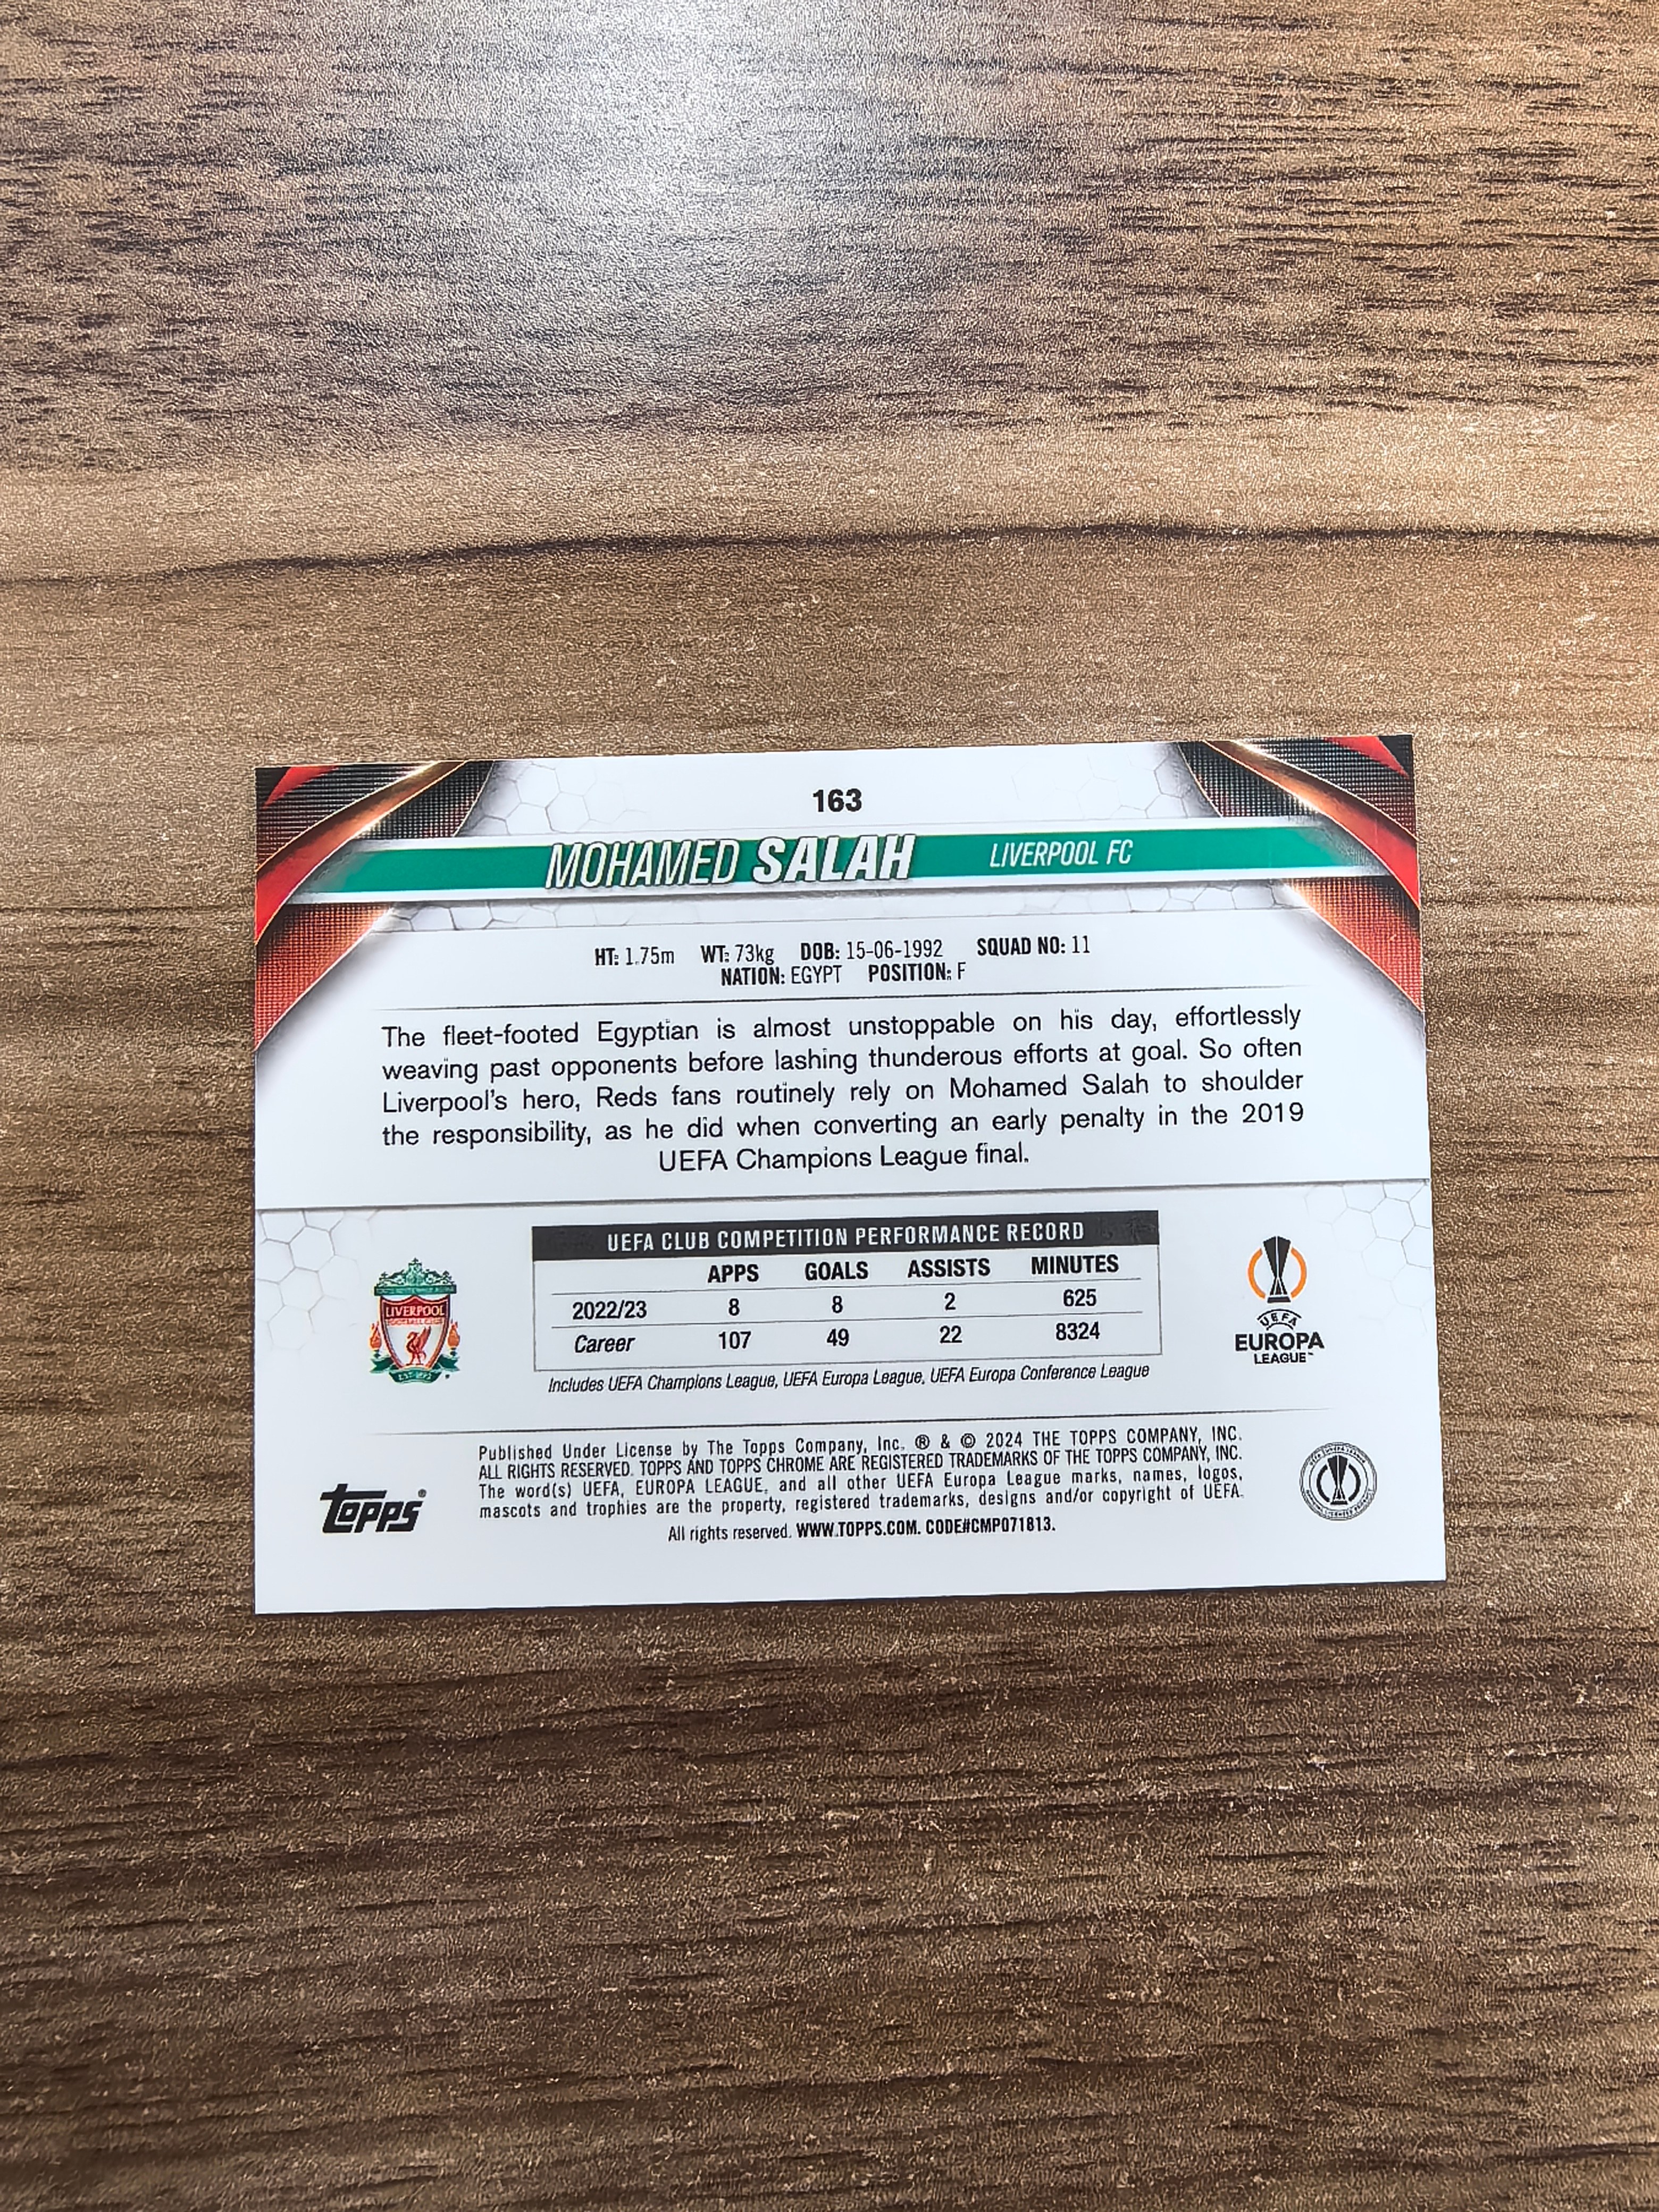 163
MOHAMED SALAH LIVERPOOL FC
HT: 1.75m WT: 73kg DOB: 15-06-1992 SQUAD NO: 11
NATION: EGYPT POSITION: F
The fleet-footed Egyptian is almost unstoppable on his day, effortlessly
weaving past opponents before lashing thunderous efforts at goal. So often
Liverpool's hero, Reds fans routinely rely on Mohamed Salah to shoulder
the responsibility, as he did when converting an early penalty in the 2019
UEFA Champions League final.
UEFA CLUB COMPETITION PERFORMANCE RECORD
APPS GOALS ASSISTS MINUTES
2022/23 8 8 2 625
Career 107 49 22 8324
Includes UEFA Champions League, UEFA Europa League, UEFA Europa Conference League
LIVERPOOL
UEFA
EUROPA
LEAGUE™
Published Under License by The Topps Company, Inc. ® & © 2024 THE TOPPS COMPANY, INC.
ALL RIGHTS RESERVED. TOPPS AND TOPPS CHROME ARE REGISTERED TRADEMARKS OF THE TOPPS COMPANY, INC.
The word(s) UEFA, EUROPA LEAGUE, and all other UEFA Europa League marks, names, logos,
mascots and trophies are the property, registered trademarks, designs and/or copyright of UEFA.
All rights reserved. WWW.TOPPS.COM. CODE#CMP071813.
TOPPS®